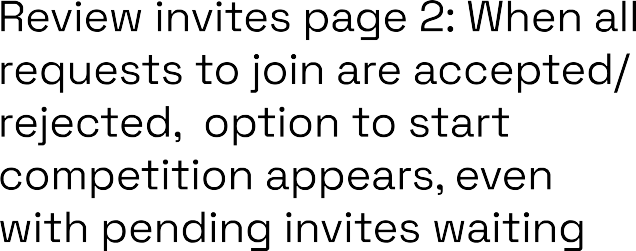 Review invites page 2: When all
requests to join are accepted/
rejected,  option to start
competition appears, even
with pending invites waiting